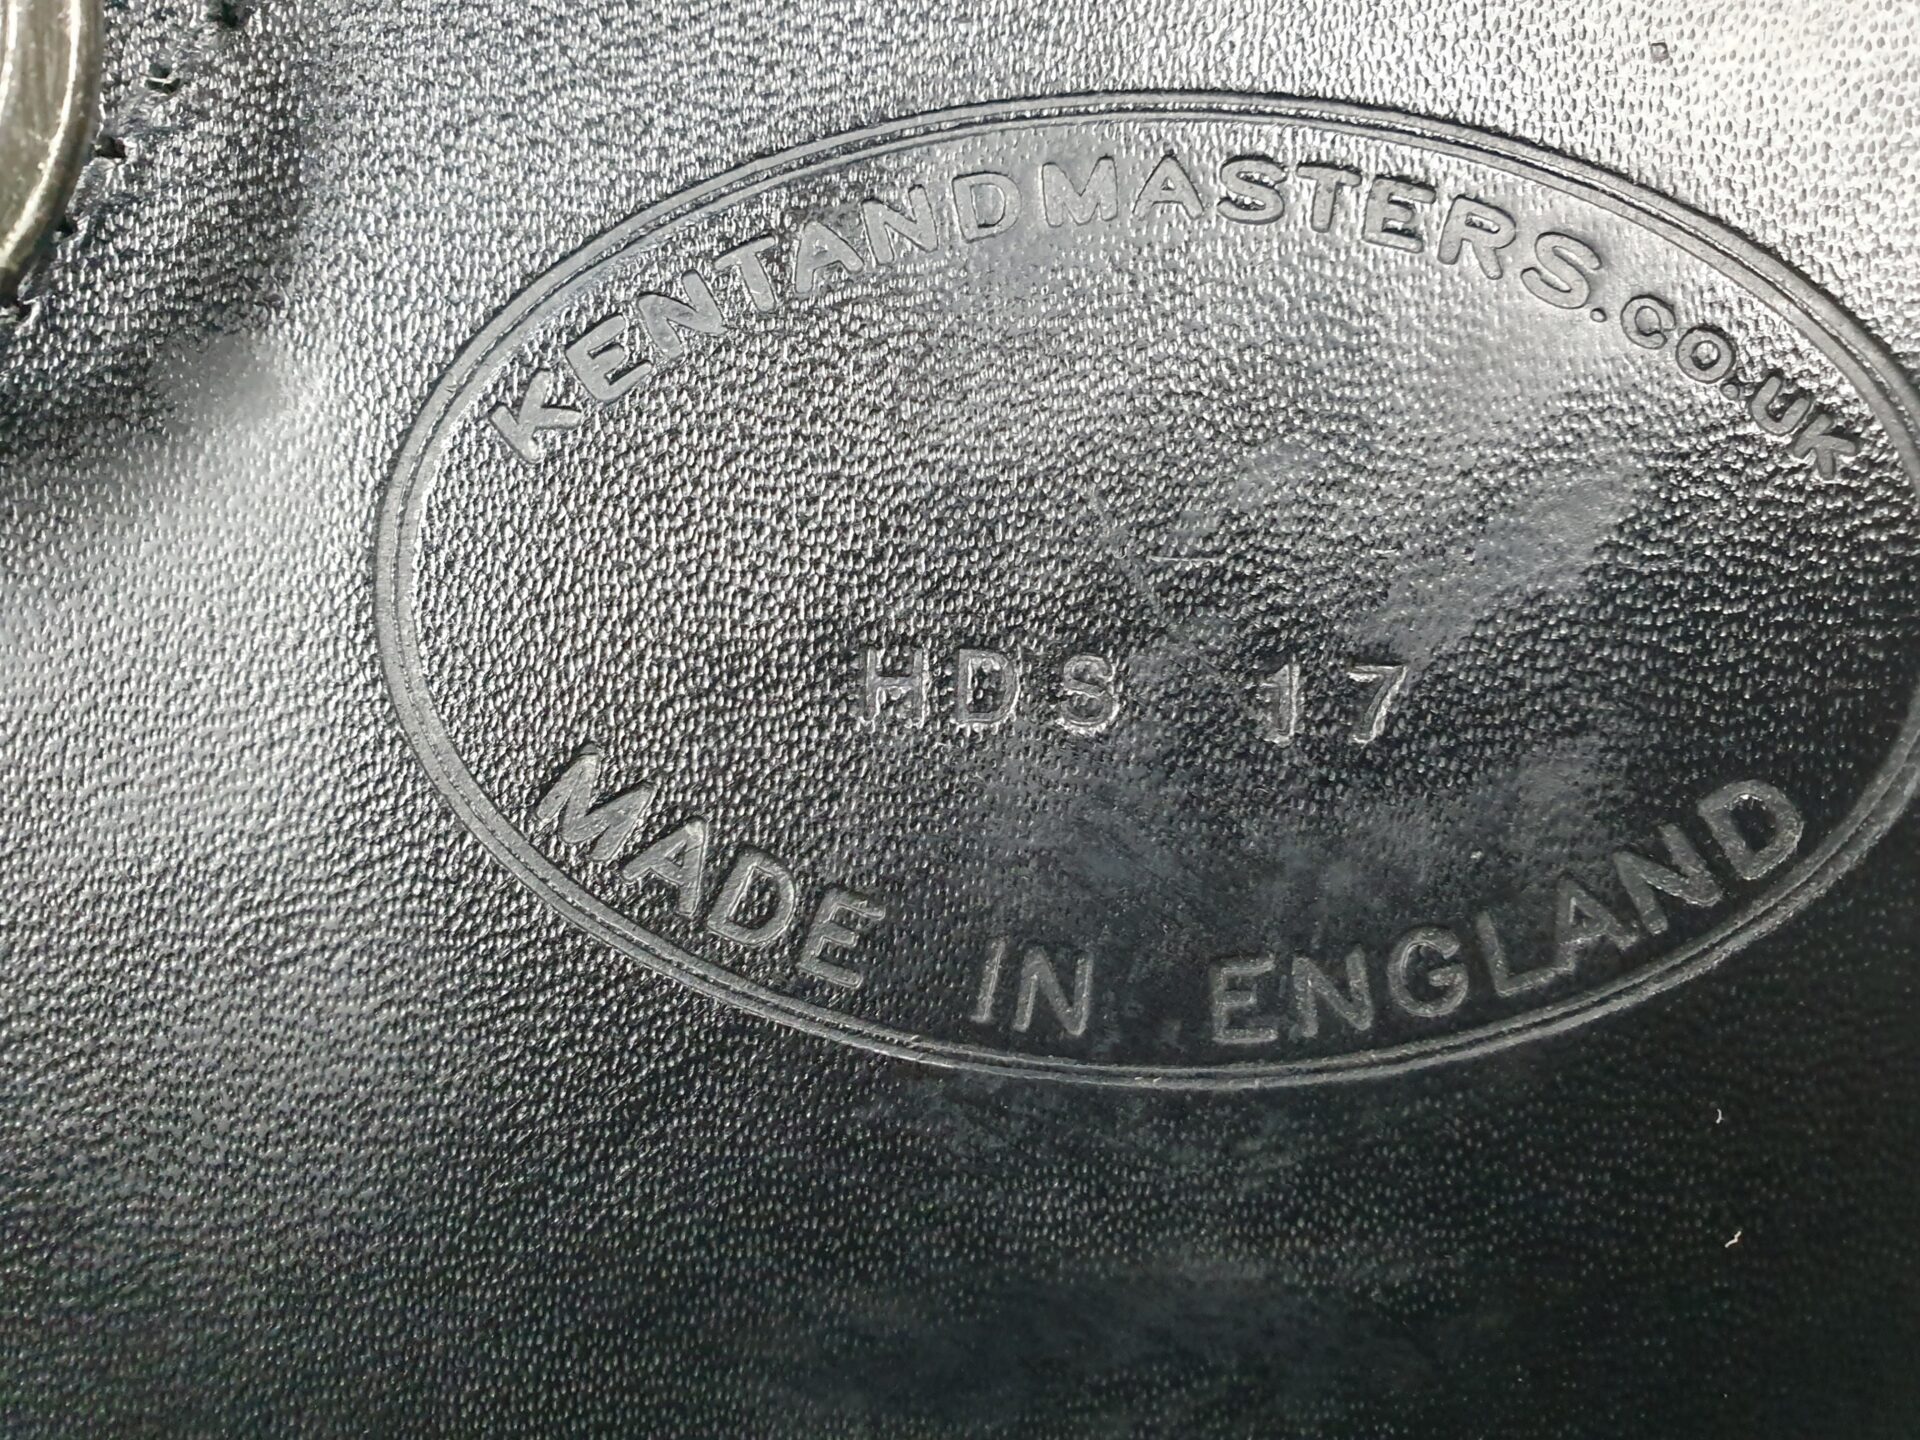 KENTANDMASTERS.CO.UK
HDS 17
MADE IN ENGLAND